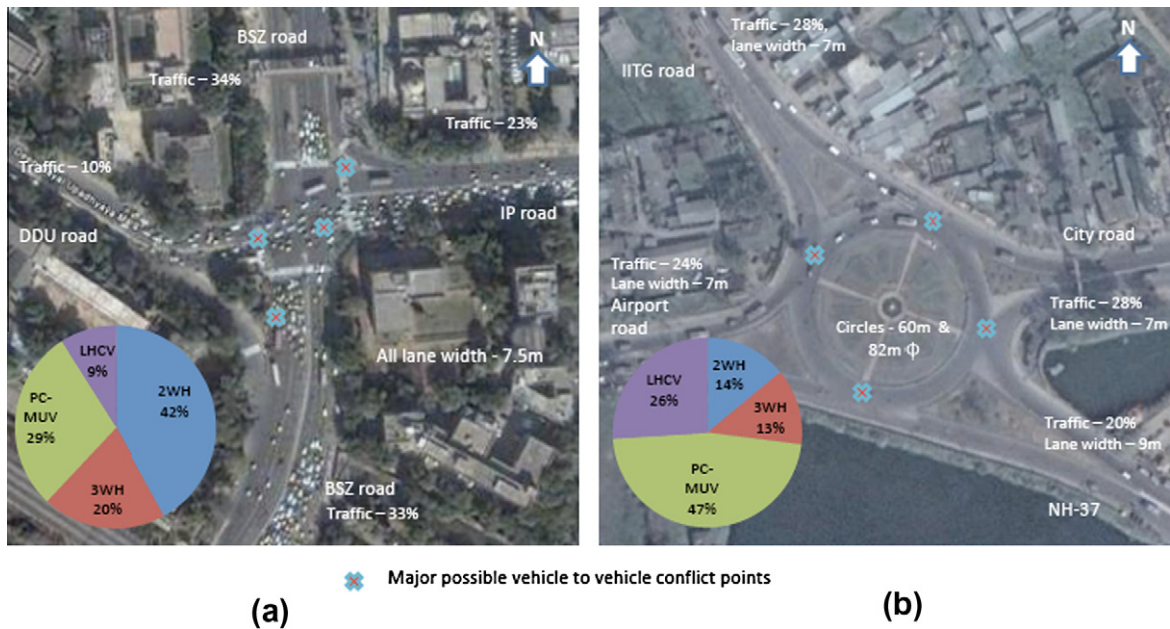 BSZ road
N
Traffic – 34%
Traffic – 23%
Traffic – 10%
Upadhyaya
DDU road
IP road
All lane width - 7.5m
LHCV
9%
2WH
42%
PC-
MUV
29%
3WH
20%
BSZ road
Traffic – 33%
Traffic – 28%,
lane width – 7m
N
IITG road
City road
Traffic – 24%
Lane width – 7m
Airport
road
Circles - 60m &
82m Φ
Traffic – 28%
Lane width – 7m
LHCV
26%
2WH
14%
3WH
13%
PC-
MUV
47%
Traffic – 20%
Lane width – 9m
NH-37
Major possible vehicle to vehicle conflict points
(a)
(b)